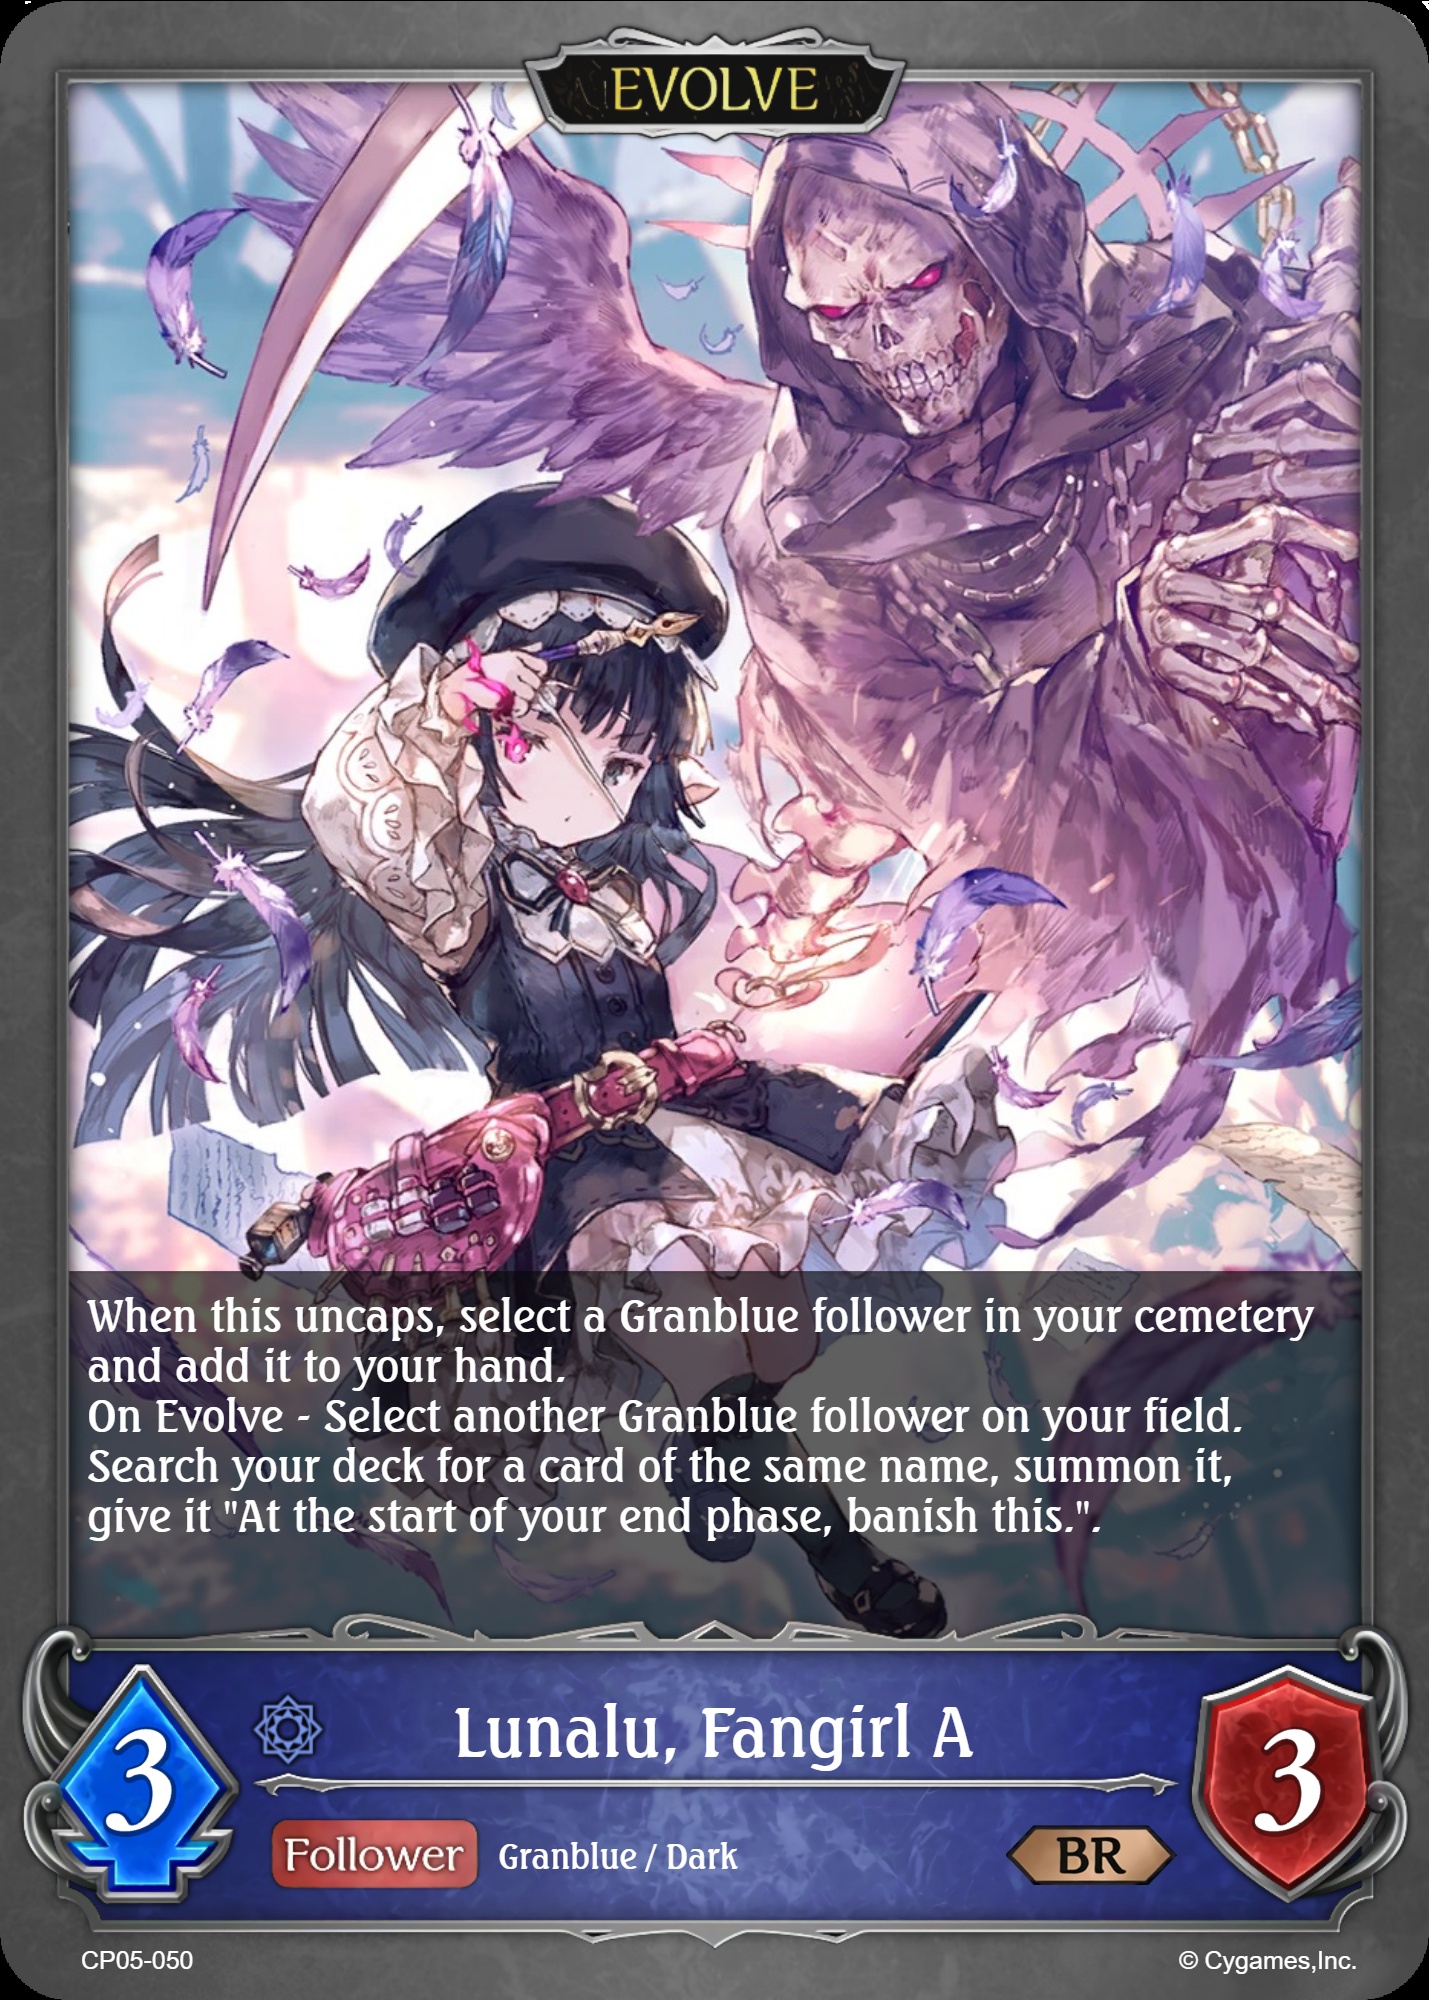 EVOLVE
When this uncaps, select a Granblue follower in your cemetery
and add it to your hand.
On Evolve - Select another Granblue follower on your field.
Search your deck for a card of the same name, summon it,
give it "At the start of your end phase, banish this.".
Lunalu, Fangirl A
3
3
Follower
Granblue / Dark
BR
CP05-050
© Cygames,Inc.